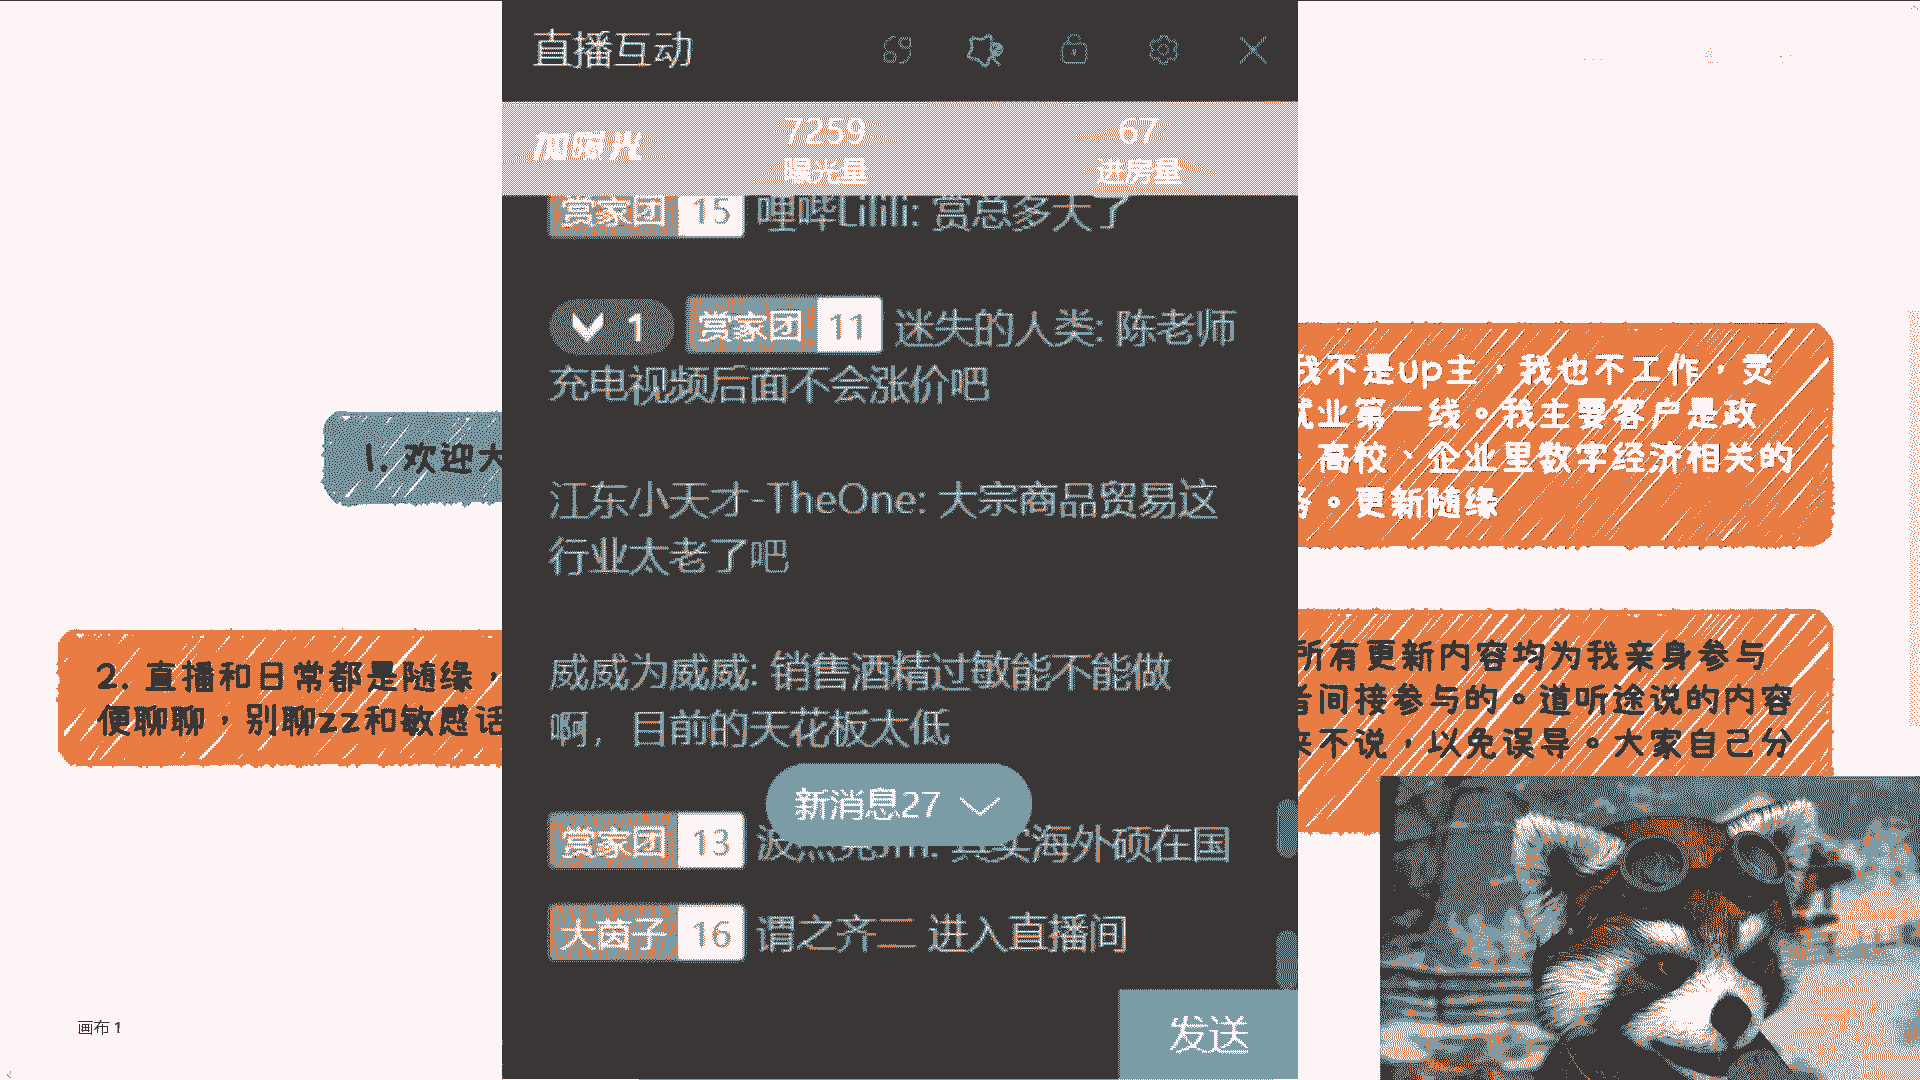 直播互动
加曝光
7259
曝光量
67
进房量
赏家团 15 哩哔Lilili: 赏总多大了
1 赏家团 11 迷失的人类: 陈老师
充电视频后面不会涨价吧
江东小天才-TheOne: 大宗商品贸易这
行业太老了吧
威威为威威: 销售酒精过敏能不能做
啊，目前的天花板太低
新消息27
赏家团 13 海外硕在国
大茵子 16 谓之齐二 进入直播间
发送
1. 欢迎大
2. 直播和日常都是随缘，
便聊聊，别聊zz和敏感话
我不是up主，我也不工作，灵
就业第一线。我主要客户是政
、高校、企业里数字经济相关的
务。更新随缘
所有更新内容均为我亲身参与
者间接参与的。道听途说的内容
来不说，以免误导。大家自己分
画布 1